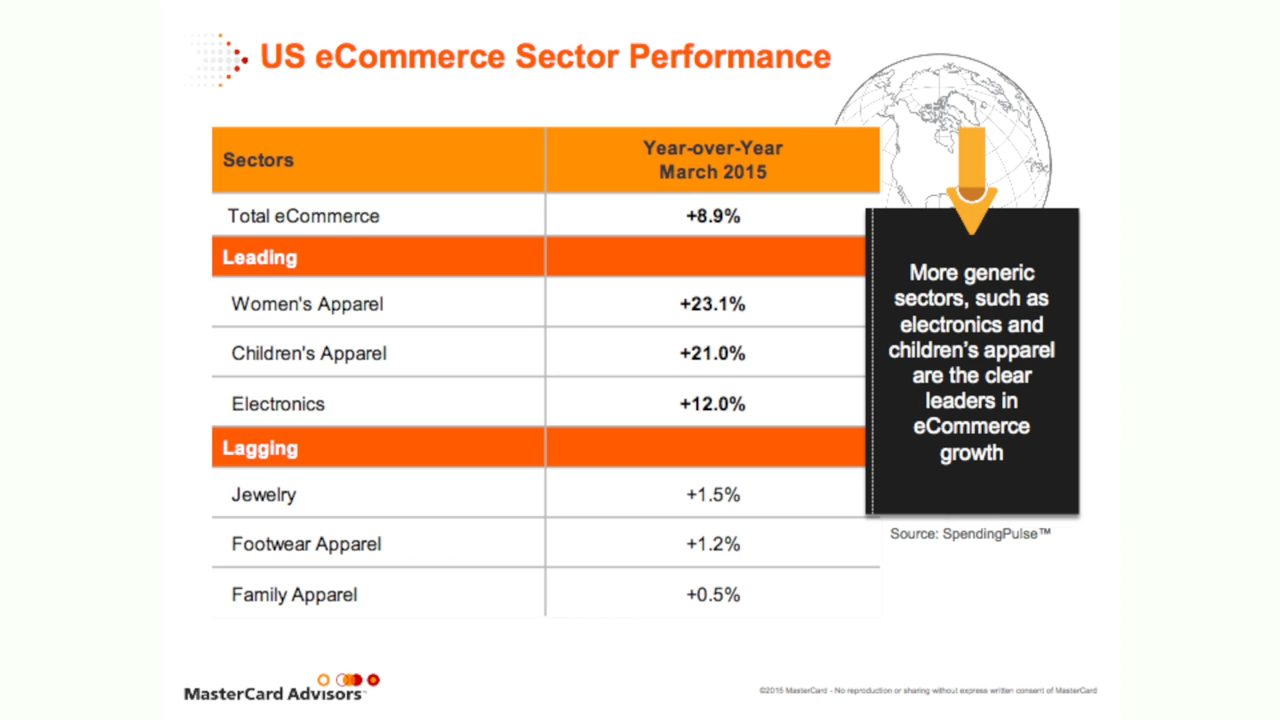 US eCommerce Sector Performance
Sectors
Year-over-Year
March 2015
Total eCommerce +8.9%
Leading
Women's Apparel +23.1%
Children's Apparel +21.0%
Electronics +12.0%
Lagging
Jewelry +1.5%
Footwear Apparel +1.2%
Family Apparel +0.5%
More generic
sectors, such as
electronics and
children’s apparel
are the clear
leaders in
eCommerce
growth
Source: SpendingPulse™
MasterCard Advisors™
©2015 MasterCard - No reproduction or sharing without express written consent of MasterCard